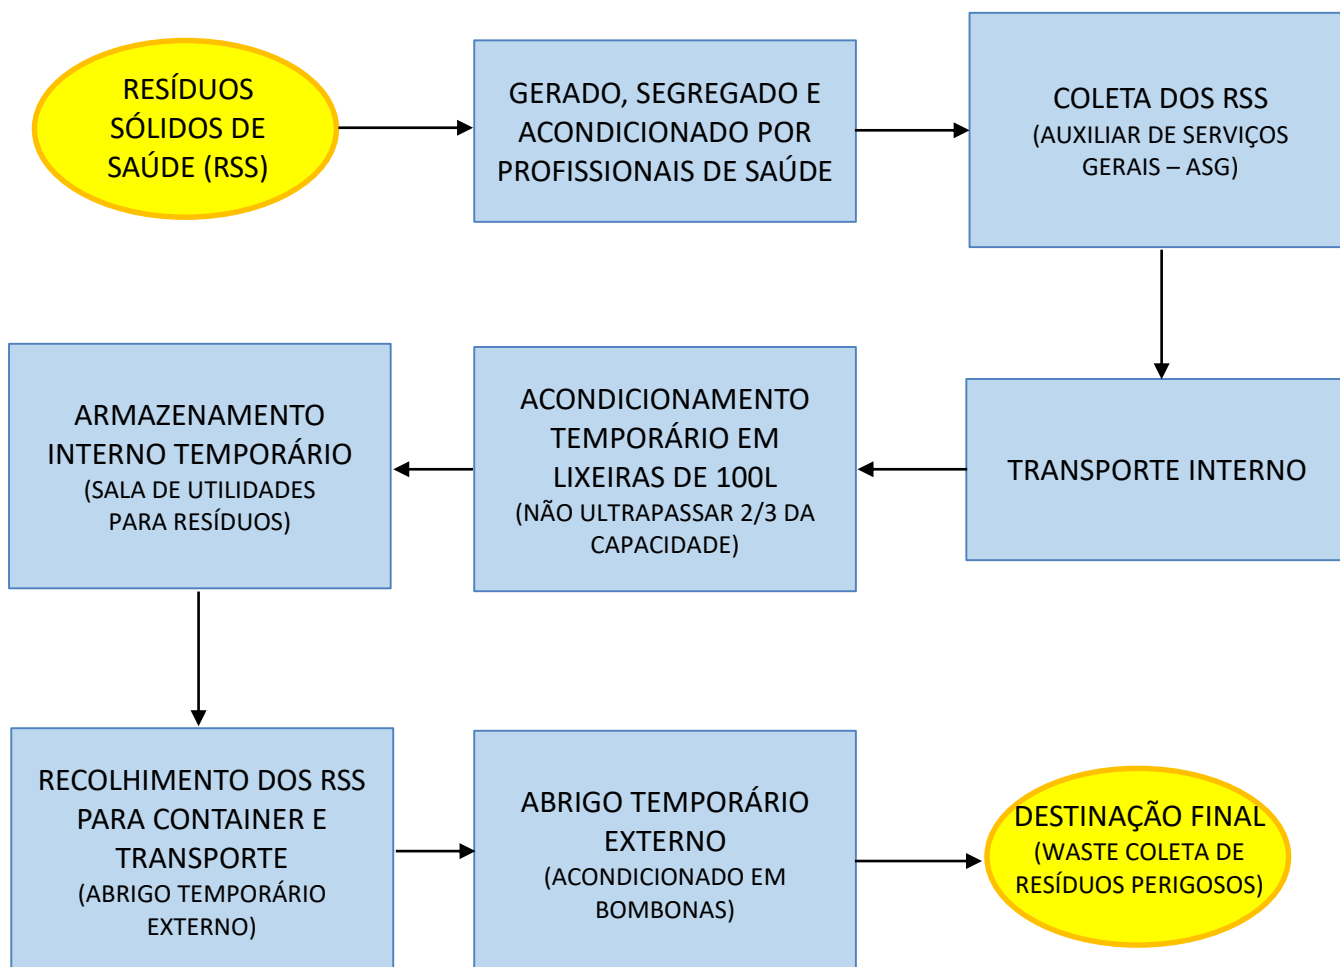 RESÍDUOS
SÓLIDOS DE
SAÚDE (RSS)
GERADO, SEGREGADO E
ACONDICIONADO POR
PROFISSIONAIS DE SAÚDE
COLETA DOS RSS
(AUXILIAR DE SERVIÇOS
GERAIS – ASG)
TRANSPORTE INTERNO
ACONDICIONAMENTO
TEMPORÁRIO EM
LIXEIRAS DE 100L
(NÃO ULTRAPASSAR 2/3 DA
CAPACIDADE)
ARMAZENAMENTO
INTERNO TEMPORÁRIO
(SALA DE UTILIDADES
PARA RESÍDUOS)
RECOLHIMENTO DOS RSS
PARA CONTAINER E
TRANSPORTE
(ABRIGO TEMPORÁRIO
EXTERNO)
ABRIGO TEMPORÁRIO
EXTERNO
(ACONDICIONADO EM
BOMBONAS)
DESTINAÇÃO FINAL
(WASTE COLETA DE
RESÍDUOS PERIGOSOS)